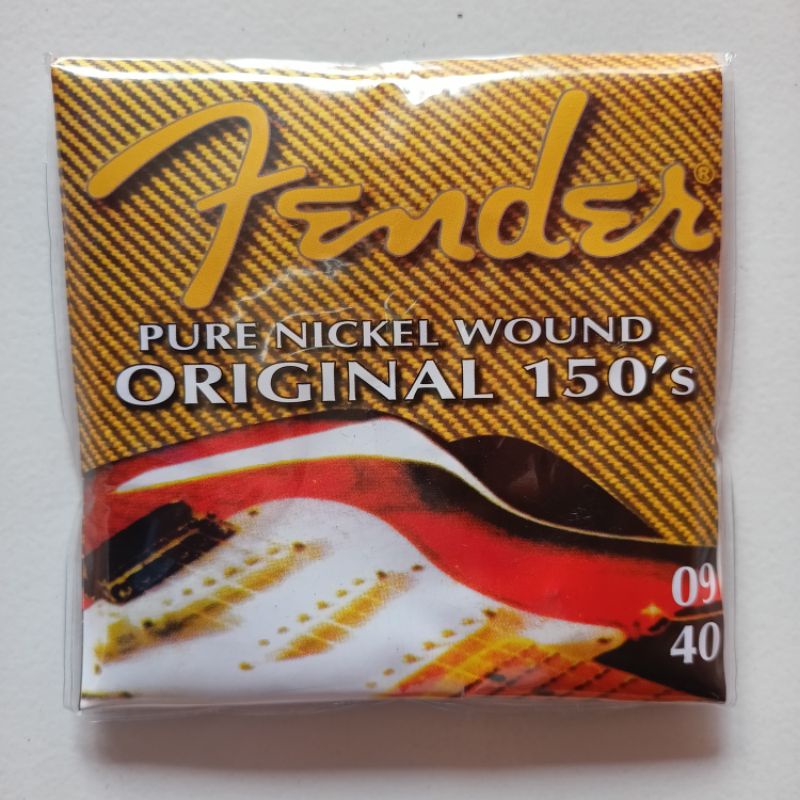 Fender®
PURE NICKEL WOUND
ORIGINAL 150's
09
40